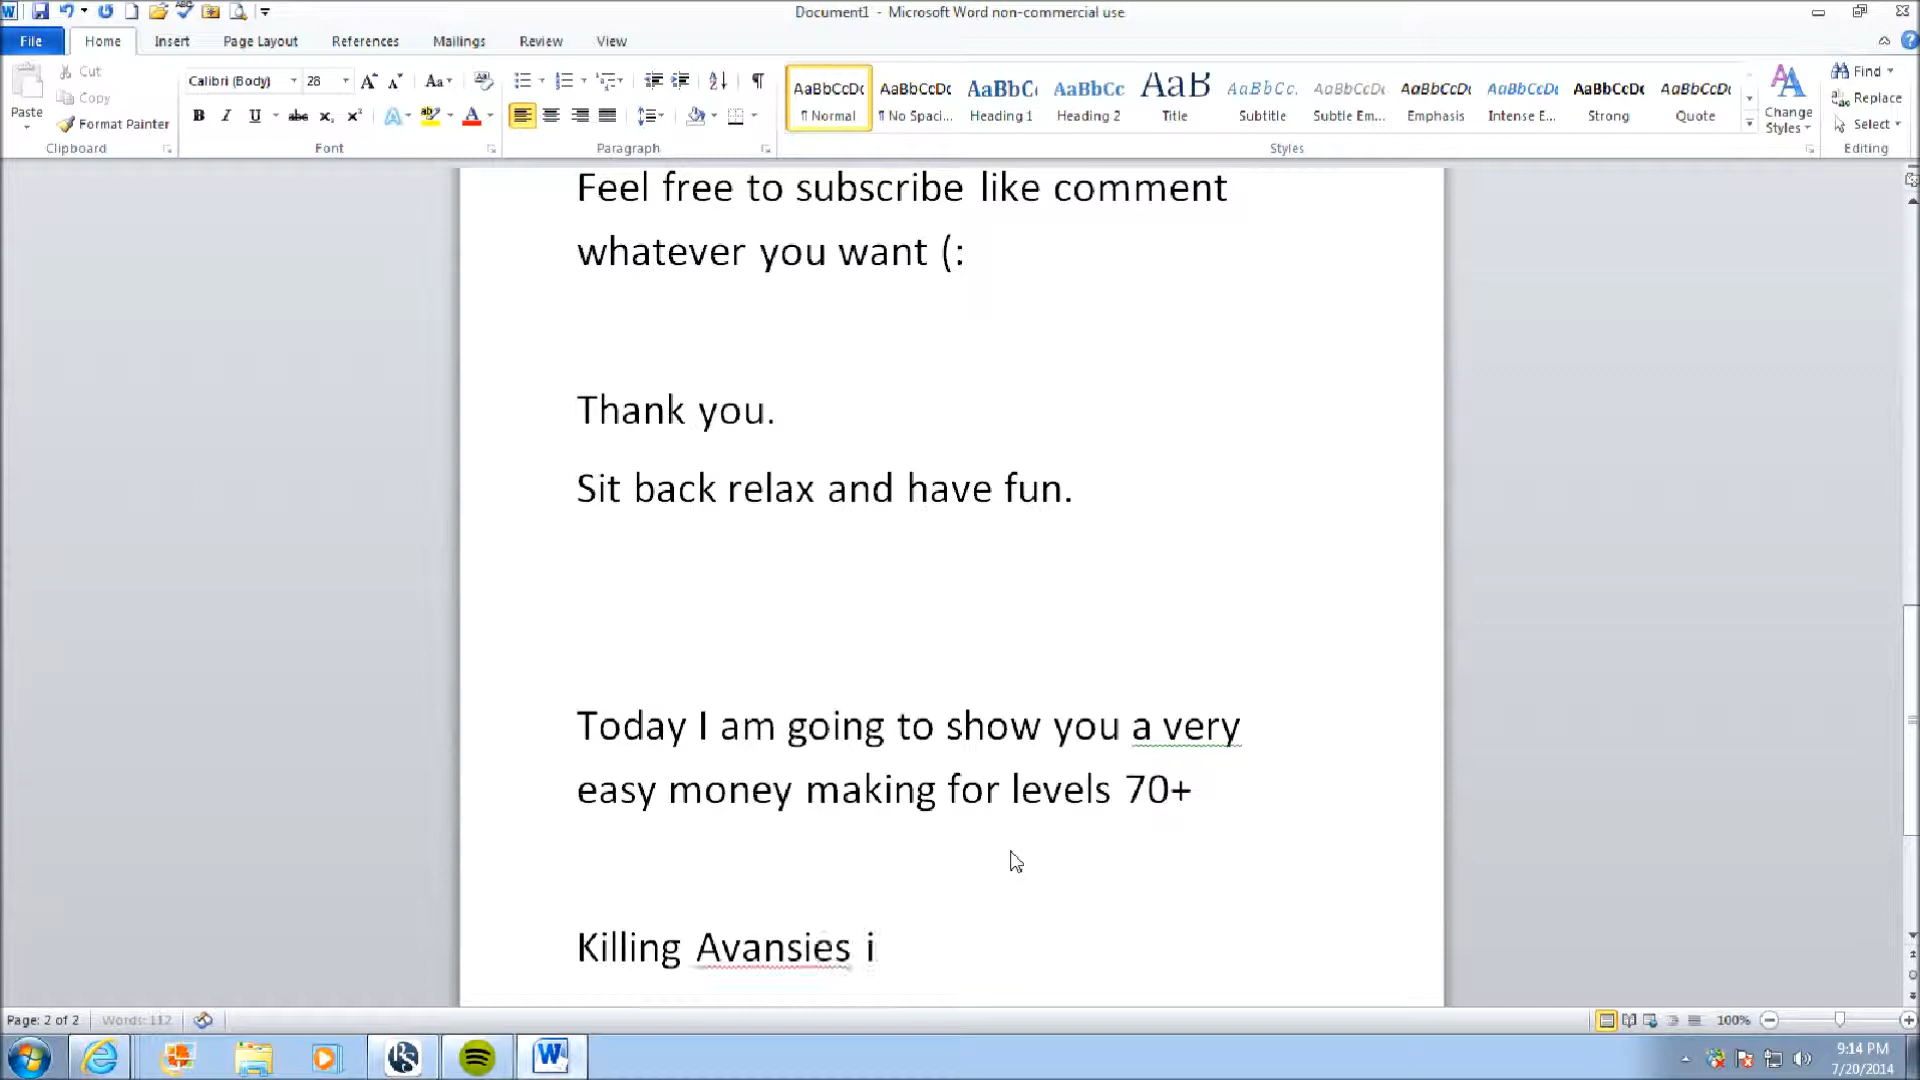 Document1 - Microsoft Word non-commercial use
File Home Insert Page Layout References Mailings Review View
Paste
Cut
Copy
Format Painter
Clipboard
Calibri (Body) 28
Font
Paragraph
AaBbCcDc AaBbCcDc AaBbC AaBbCc AaB AaBbCc. AaBbCcDc AaBbCcDc AaBbCcDc AaBbCcDc AaBbCcDc
¶ Normal ¶ No Spaci... Heading 1 Heading 2 Title Subtitle Subtle Em... Emphasis Intense E... Strong Quote
Styles
Change
Styles
Find
Replace
Select
Editing
Feel free to subscribe like comment
whatever you want (:
Thank you.
Sit back relax and have fun.
Today I am going to show you a very
easy money making for levels 70+
Killing Avansies i
Page: 2 of 2 Words: 112
100%
9:14 PM
7/20/2014